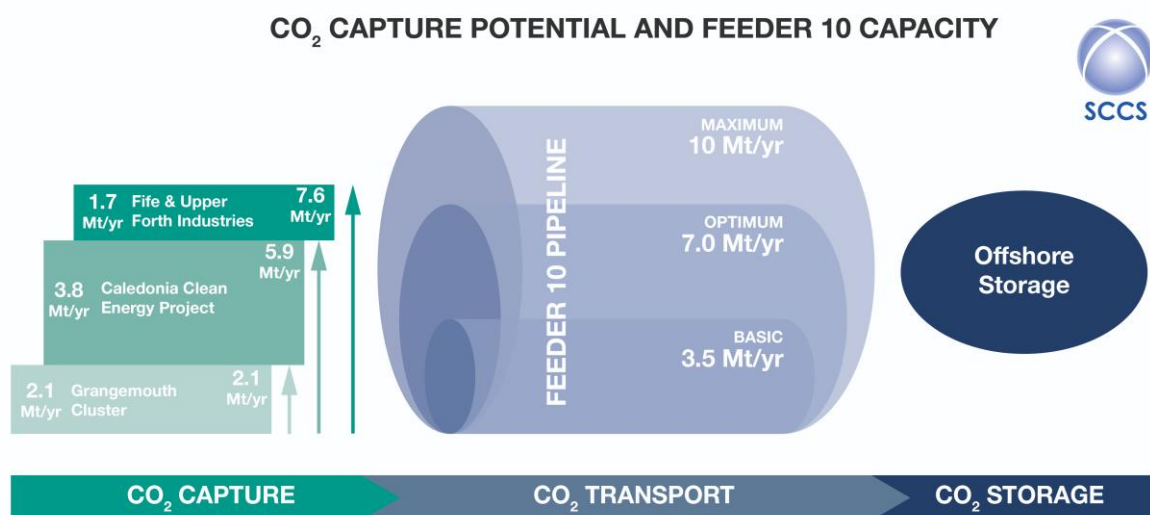 CO₂ CAPTURE POTENTIAL AND FEEDER 10 CAPACITY
SCCS
1.7
Mt/yr
Fife & Upper
Forth Industries
7.6
Mt/yr
3.8
Mt/yr
Caledonia Clean
Energy Project
5.9
Mt/yr
2.1
Mt/yr
Grangemouth
Cluster
2.1
Mt/yr
FEEDER 10 PIPELINE
MAXIMUM
10 Mt/yr
OPTIMUM
7.0 Mt/yr
BASIC
3.5 Mt/yr
Offshore
Storage
CO₂ CAPTURE
CO₂ TRANSPORT
CO₂ STORAGE